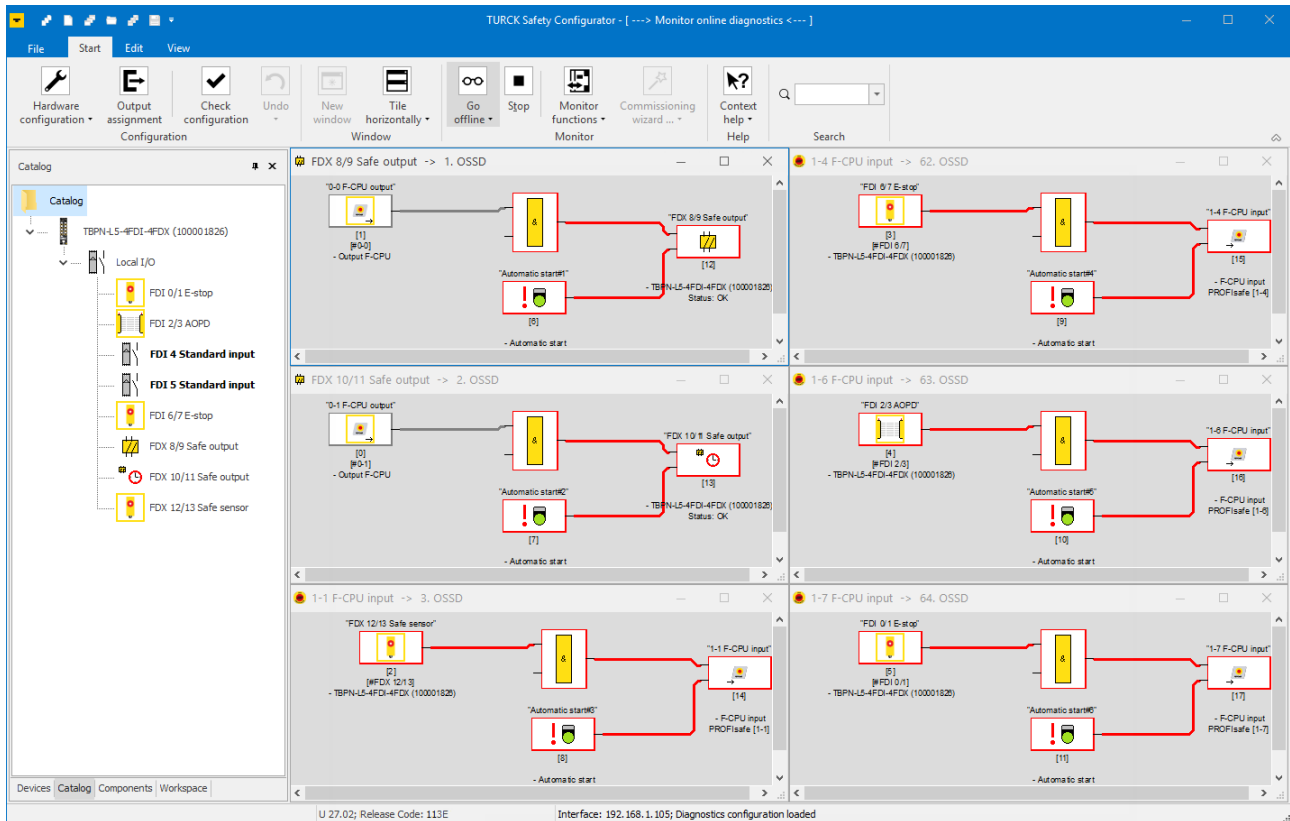 TURCK Safety Configurator - [ ---> Monitor online diagnostics <--- ]
File Start Edit View
Hardware configuration
Output assignment
Check configuration
Undo
New window
Tile horizontally
Go offline
Stop
Monitor functions
Commissioning wizard ...
Context help
Configuration
Window
Monitor
Help
Search
Catalog
Catalog
TBPN-L5-4FDI-4FDX (100001826)
Local I/O
FDI 0/1 E-stop
FDI 2/3 AOPD
FDI 4 Standard input
FDI 5 Standard input
FDI 6/7 E-stop
FDX 8/9 Safe output
FDX 10/11 Safe output
FDX 12/13 Safe sensor
Devices Catalog Components Workspace
FDX 8/9 Safe output -> 1. OSSD
"0-0 F-CPU output"
[1]
[#0-0]
- Output F-CPU
&
"FDX 8/9 Safe output"
[12]
- TBPN-L5-4FDI-4FDX (100001826)
Status: OK
"Automatic start#1"
[6]
- Automatic start
1-4 F-CPU input -> 62. OSSD
"FDI 6/7 E-stop"
[3]
[#FDI 6/7]
- TBPN-L5-4FDI-4FDX (100001826)
&
"1-4 F-CPU input"
[15]
- F-CPU input
PROFIsafe [1-4]
"Automatic start#4"
[9]
- Automatic start
FDX 10/11 Safe output -> 2. OSSD
"0-1 F-CPU output"
[0]
[#0-1]
- Output F-CPU
&
"FDX 10/11 Safe output"
[13]
- TBPN-L5-4FDI-4FDX (100001826)
Status: OK
"Automatic start#2"
[7]
- Automatic start
1-6 F-CPU input -> 63. OSSD
"FDI 2/3 AOPD"
[4]
[#FDI 2/3]
- TBPN-L5-4FDI-4FDX (100001826)
&
"1-6 F-CPU input"
[16]
- F-CPU input
PROFIsafe [1-6]
"Automatic start#5"
[10]
- Automatic start
1-1 F-CPU input -> 3. OSSD
"FDX 12/13 Safe sensor"
[2]
[#FDX 12/13]
- TBPN-L5-4FDI-4FDX (100001826)
&
"1-1 F-CPU input"
[14]
- F-CPU input
PROFIsafe [1-1]
"Automatic start#3"
[8]
- Automatic start
1-7 F-CPU input -> 64. OSSD
"FDI 0/1 E-stop"
[5]
[#FDI 0/1]
- TBPN-L5-4FDI-4FDX (100001826)
&
"1-7 F-CPU input"
[17]
- F-CPU input
PROFIsafe [1-7]
"Automatic start#6"
[11]
- Automatic start
U 27.02; Release Code: 113E
Interface: 192.168.1.105; Diagnostics configuration loaded